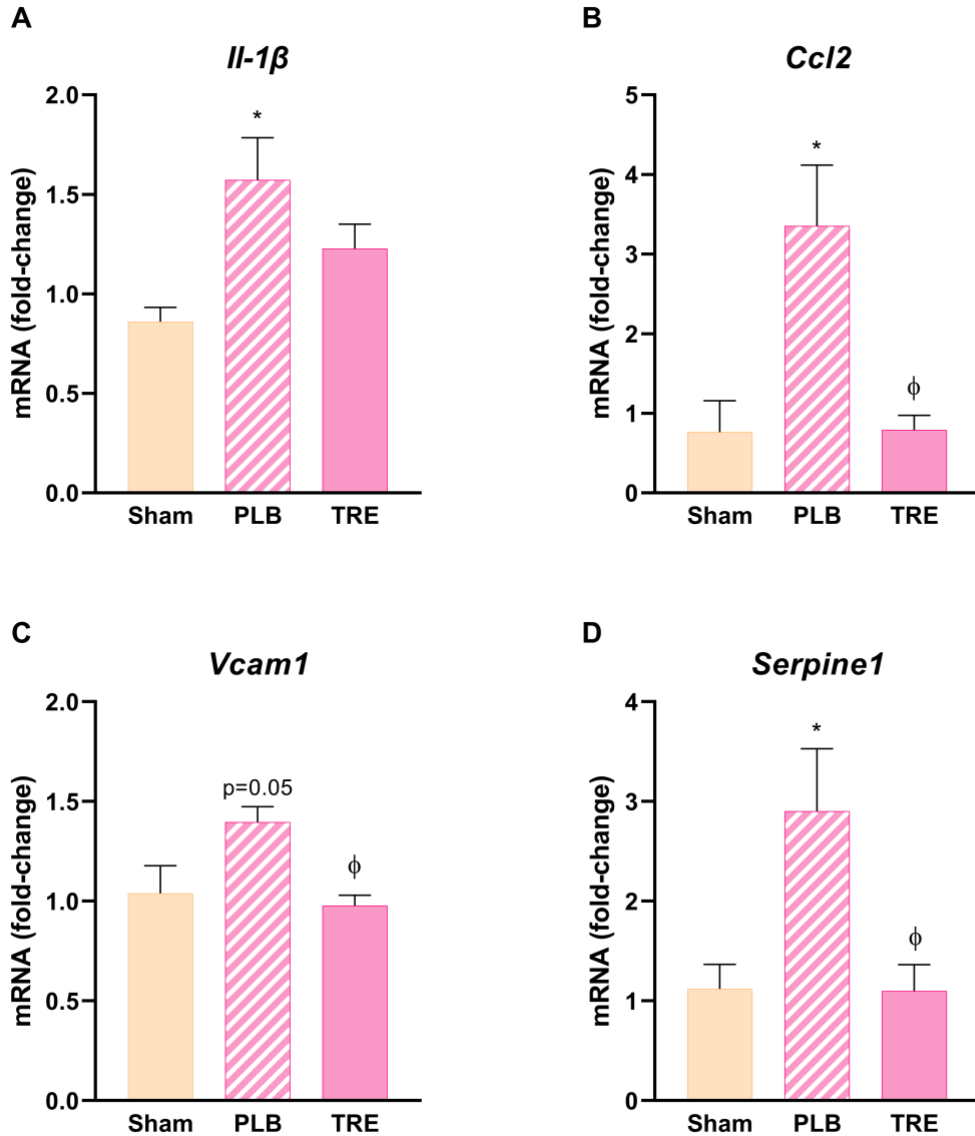 A
Il-1β
mRNA (fold-change)
2.0
1.5
1.0
0.5
0.0
*
Sham PLB TRE
B
Ccl2
mRNA (fold-change)
5
4
3
2
1
0
*
ϕ
Sham PLB TRE
C
Vcam1
mRNA (fold-change)
2.0
1.5
1.0
0.5
0.0
p=0.05
ϕ
Sham PLB TRE
D
Serpine1
mRNA (fold-change)
4
3
2
1
0
*
ϕ
Sham PLB TRE